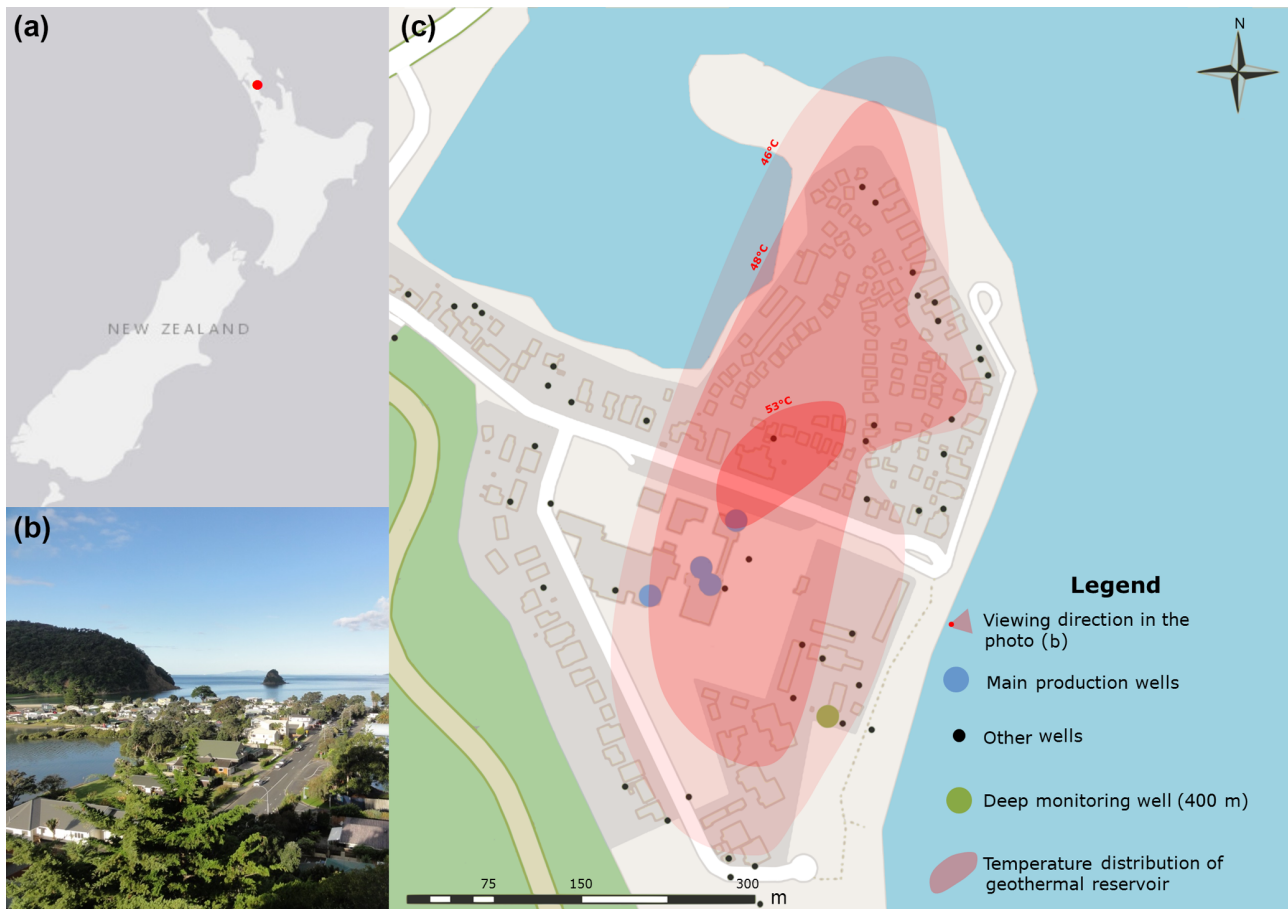 (a)
NEW ZEALAND
(b)
(c)
N
46°C
48°C
53°C
Legend
Viewing direction in the
photo (b)
Main production wells
Other wells
Deep monitoring well (400 m)
Temperature distribution of
geothermal reservoir
75 150 300
m